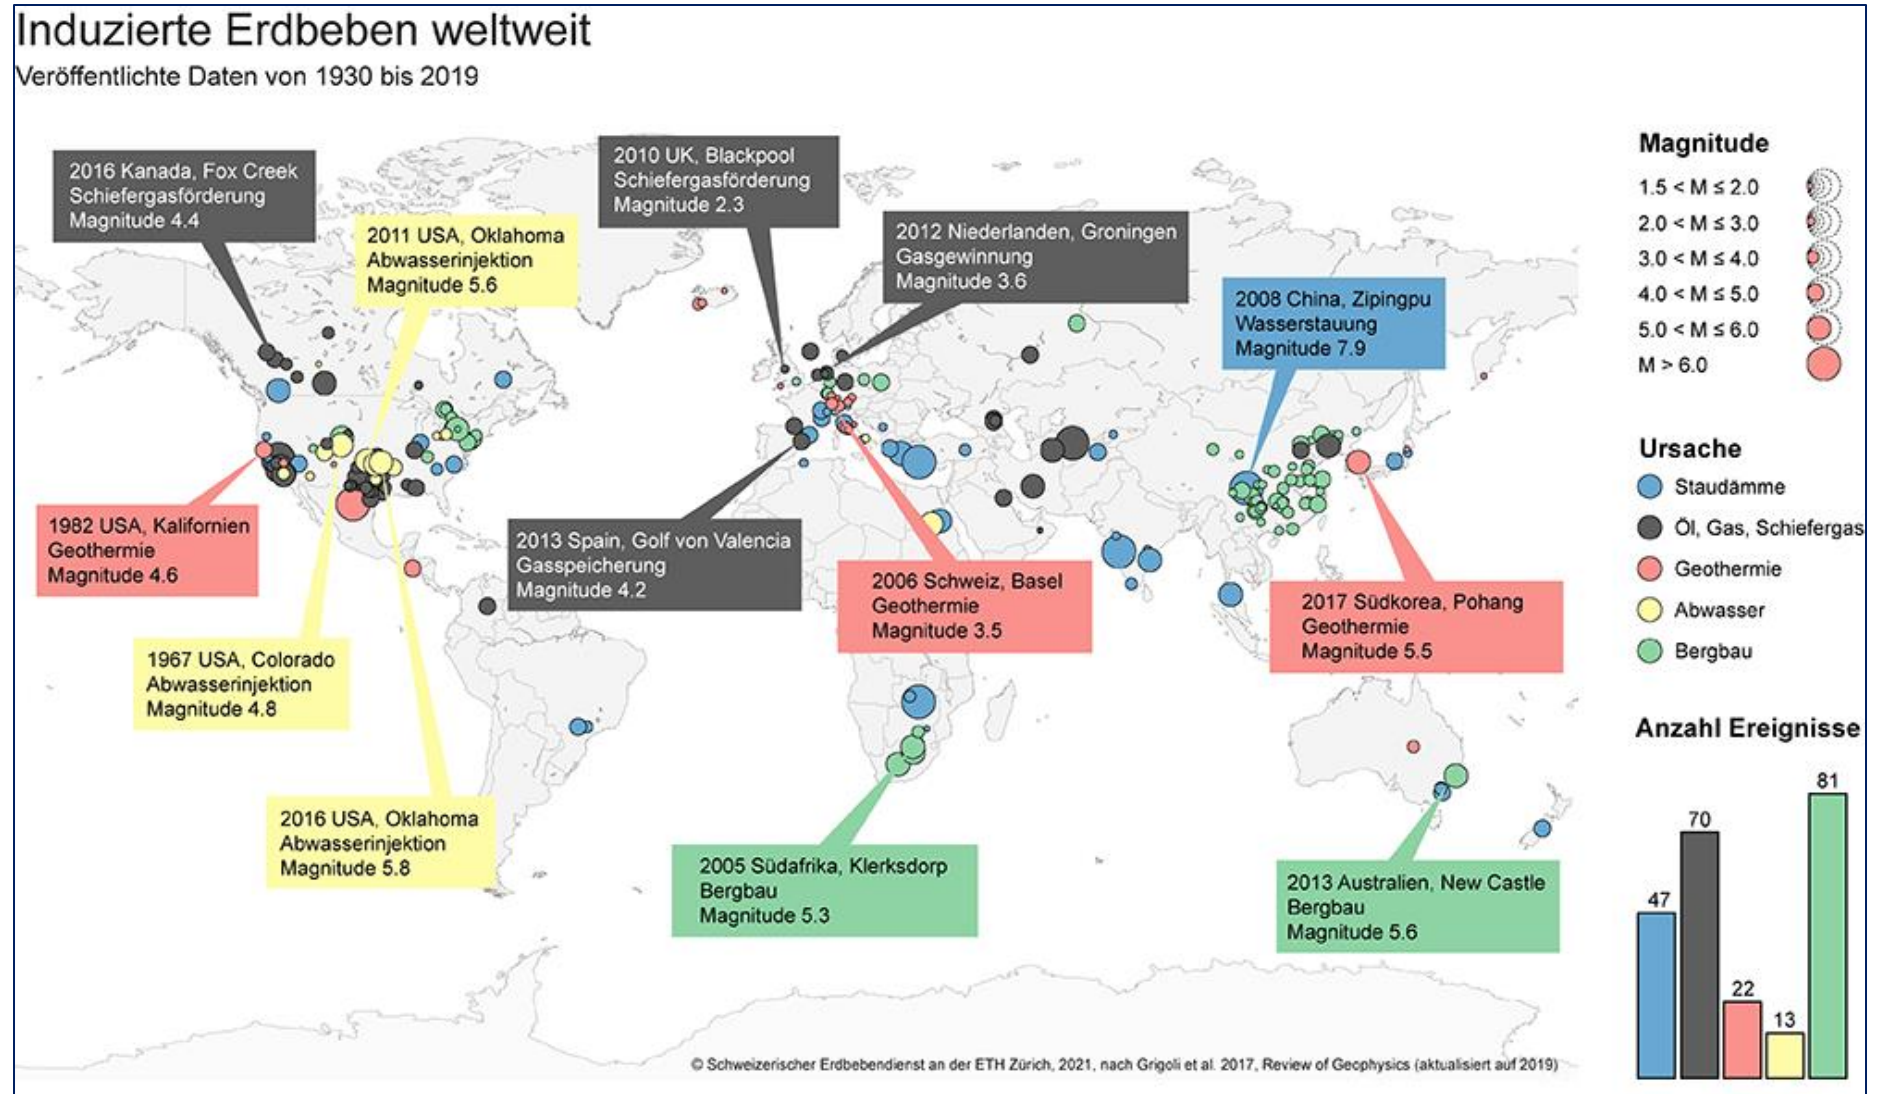 Induzierte Erdbeben weltweit
Veröffentlichte Daten von 1930 bis 2019
2016 Kanada, Fox Creek
Schiefergasförderung
Magnitude 4.4
2010 UK, Blackpool
Schiefergasförderung
Magnitude 2.3
2011 USA, Oklahoma
Abwasserinjektion
Magnitude 5.6
2012 Niederlanden, Groningen
Gasgewinnung
Magnitude 3.6
2008 China, Zipingpu
Wasserstauung
Magnitude 7.9
1982 USA, Kalifornien
Geothermie
Magnitude 4.6
2013 Spain, Golf von Valencia
Gasspeicherung
Magnitude 4.2
2006 Schweiz, Basel
Geothermie
Magnitude 3.5
2017 Südkorea, Pohang
Geothermie
Magnitude 5.5
1967 USA, Colorado
Abwasserinjektion
Magnitude 4.8
2016 USA, Oklahoma
Abwasserinjektion
Magnitude 5.8
2005 Südafrika, Klerksdorp
Bergbau
Magnitude 5.3
2013 Australien, New Castle
Bergbau
Magnitude 5.6
Magnitude
1.5 < M ≤ 2.0
2.0 < M ≤ 3.0
3.0 < M ≤ 4.0
4.0 < M ≤ 5.0
5.0 < M ≤ 6.0
M > 6.0
Ursache
Staudämme
Öl, Gas, Schiefergas
Geothermie
Abwasser
Bergbau
Anzahl Ereignisse
47
70
22
13
81
© Schweizerischer Erdbebendienst an der ETH Zürich, 2021, nach Grigoli et al. 2017, Review of Geophysics (aktualisiert auf 2019)